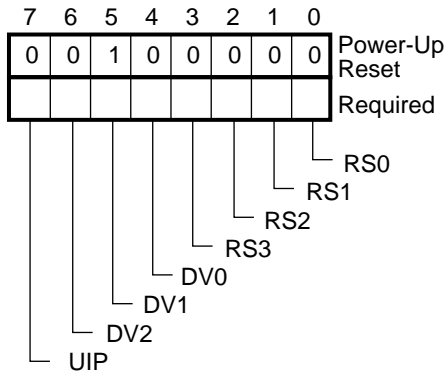 7 6 5 4 3 2 1 0
0 0 1 0 0 0 0 0 Power-Up
Reset
Required
RS0
RS1
RS2
RS3
DV0
DV1
DV2
UIP